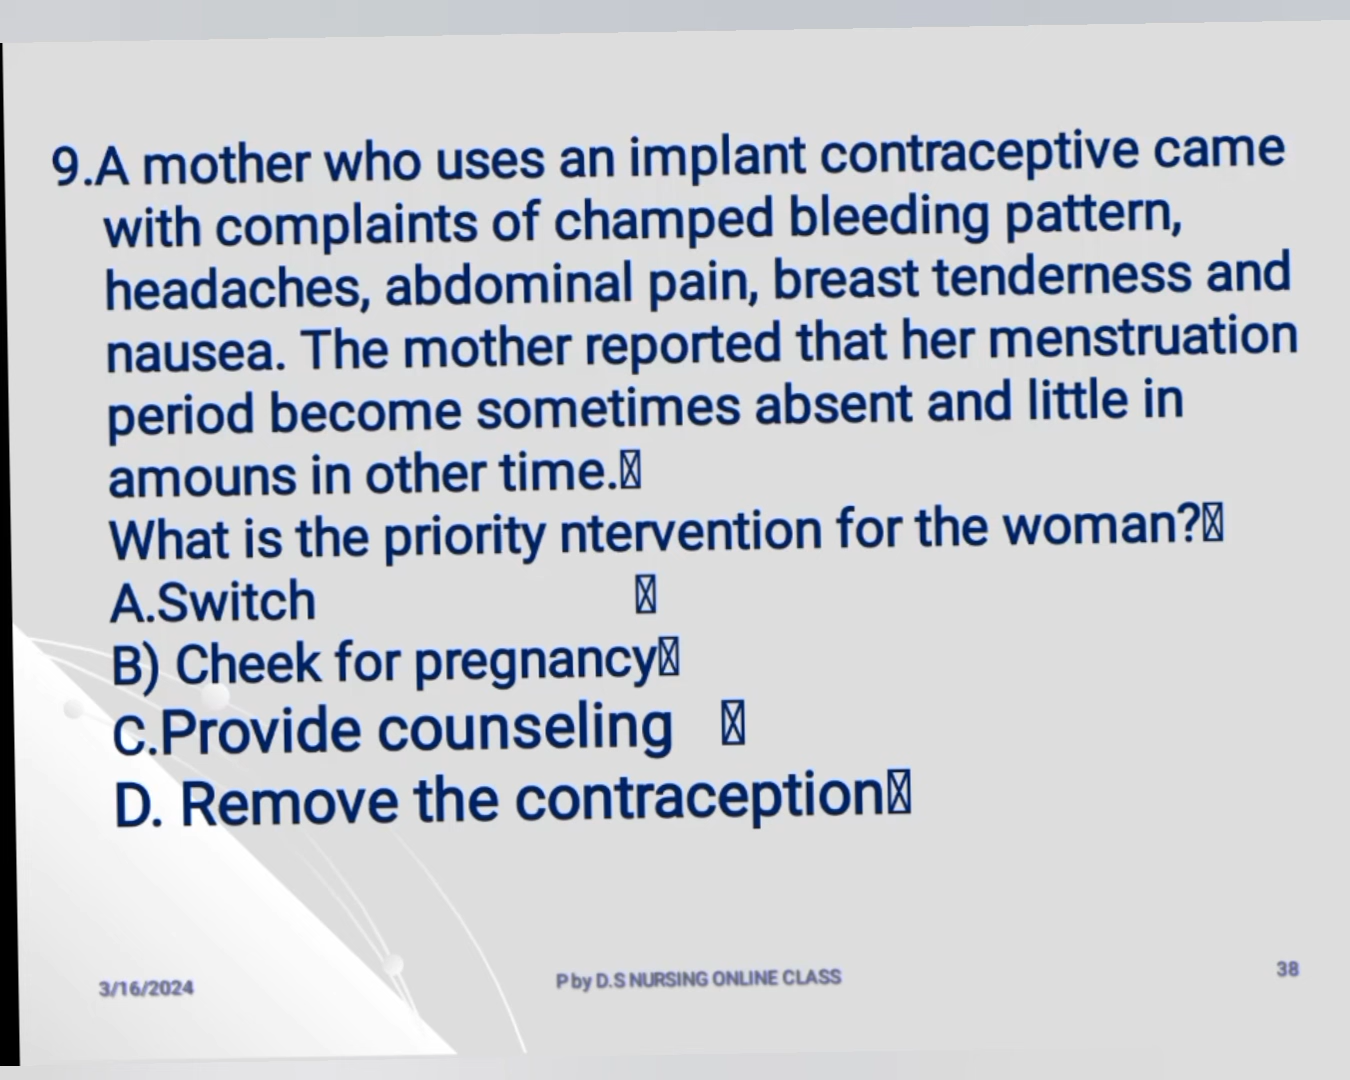 9.A mother who uses an implant contraceptive came
with complaints of champed bleeding pattern,
headaches, abdominal pain, breast tenderness and
nausea. The mother reported that her menstruation
period become sometimes absent and little in
amouns in other time.
What is the priority ntervention for the woman?
A.Switch
B) Cheek for pregnancy
C.Provide counseling
D. Remove the contraception
3/16/2024
P by D.S NURSING ONLINE CLASS
38